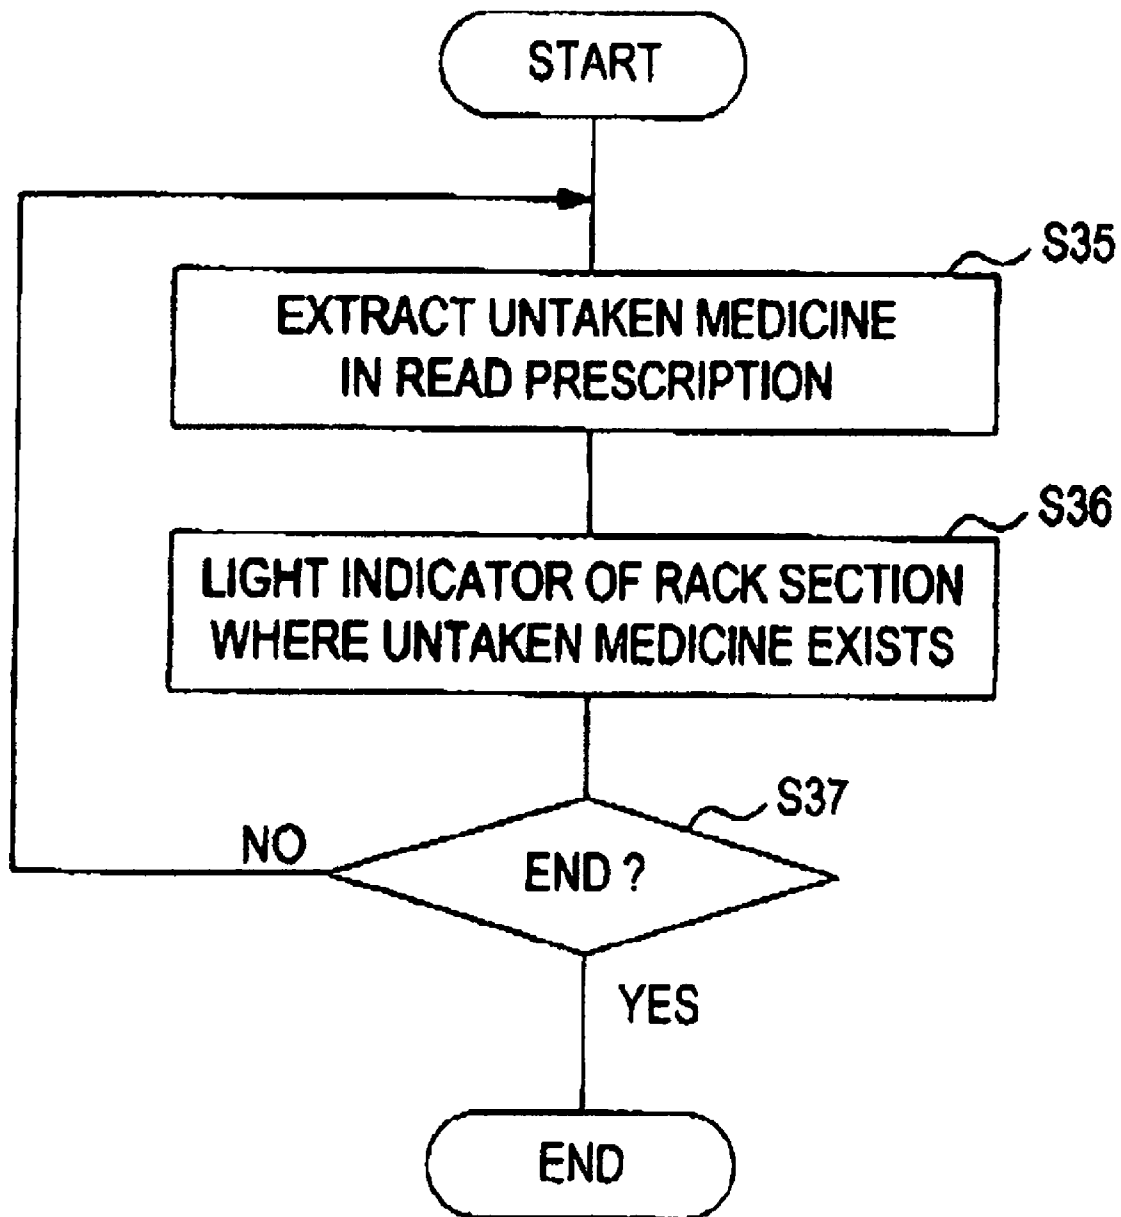 START
S35
EXTRACT UNTAKEN MEDICINE
IN READ PRESCRIPTION
S36
LIGHT INDICATOR OF RACK SECTION
WHERE UNTAKEN MEDICINE EXISTS
S37
NO
END ?
YES
END